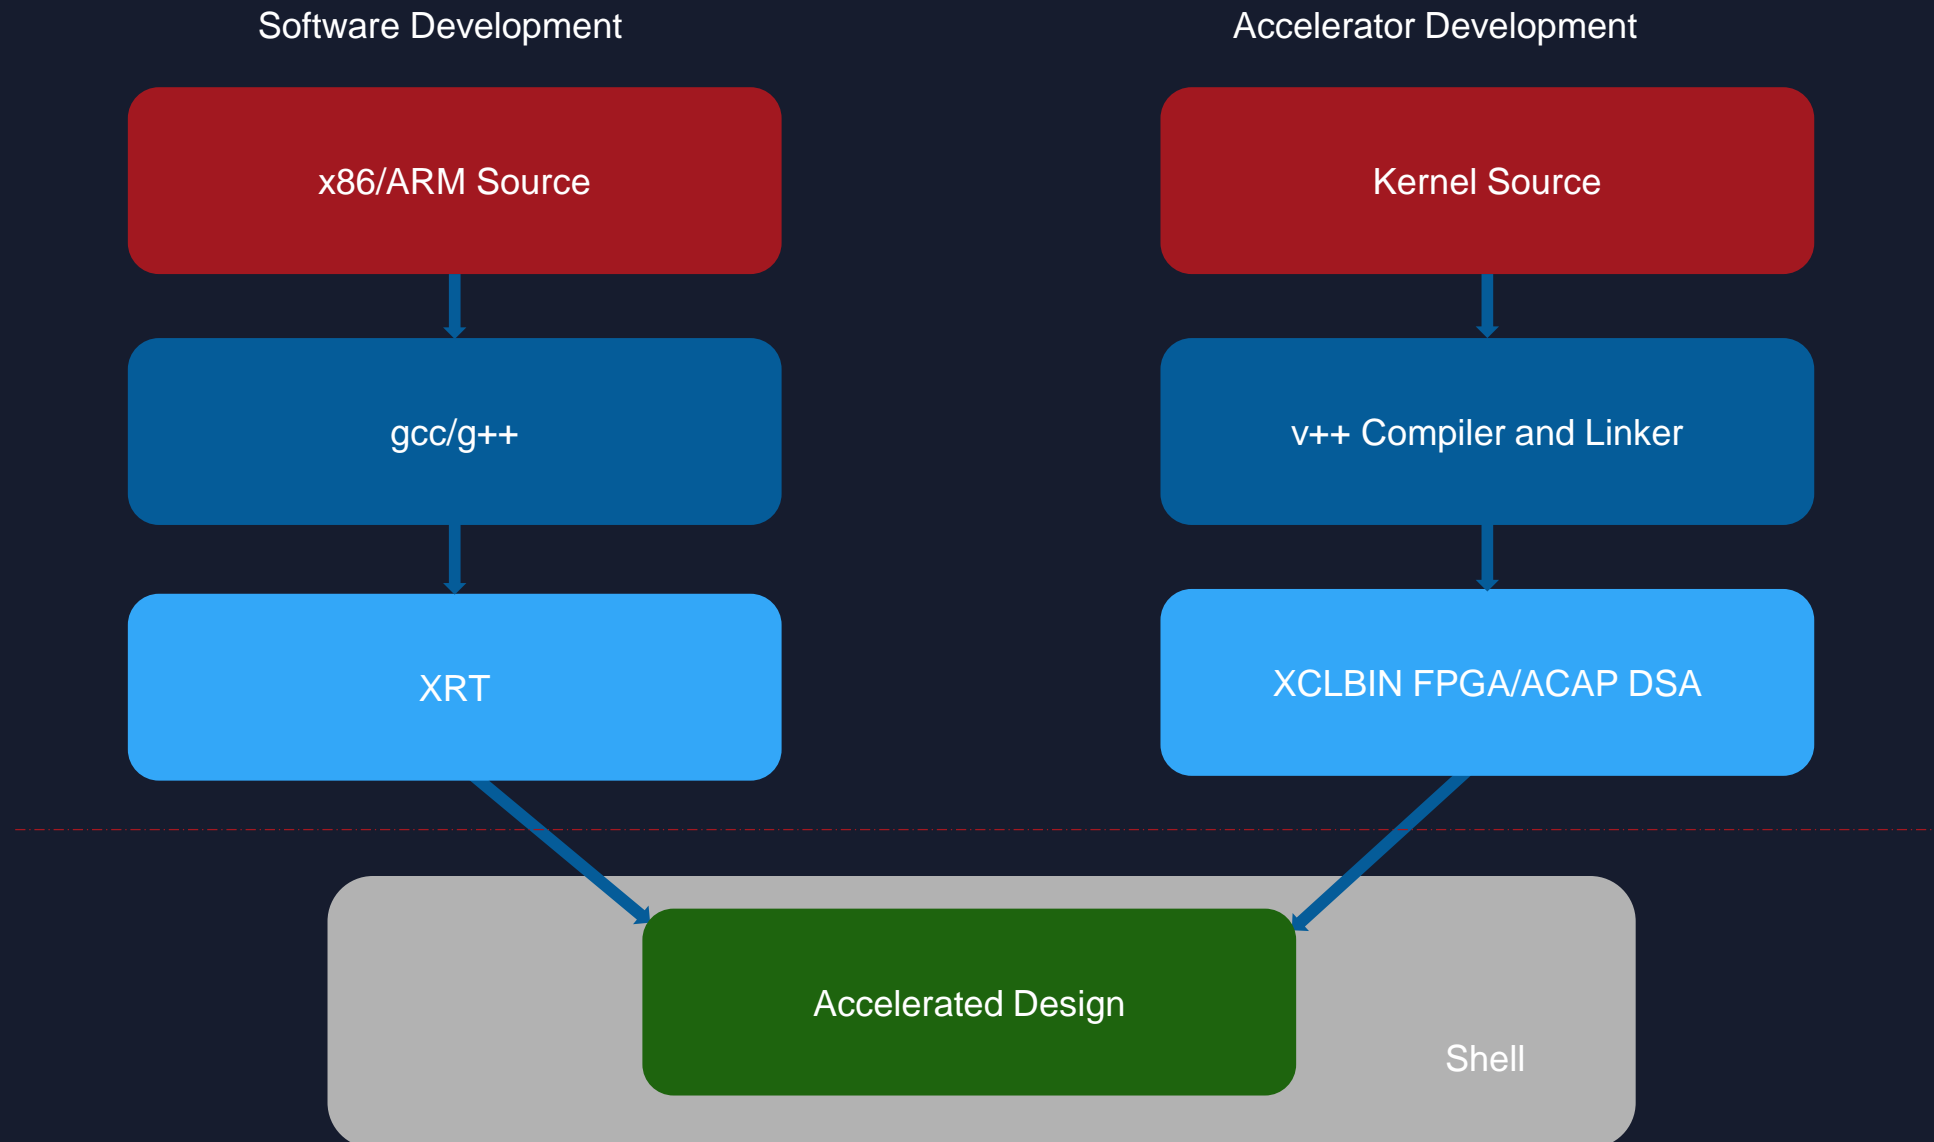 Software Development
Accelerator Development
x86/ARM Source
Kernel Source
gcc/g++
v++ Compiler and Linker
XRT
XCLBIN FPGA/ACAP DSA
Accelerated Design
Shell